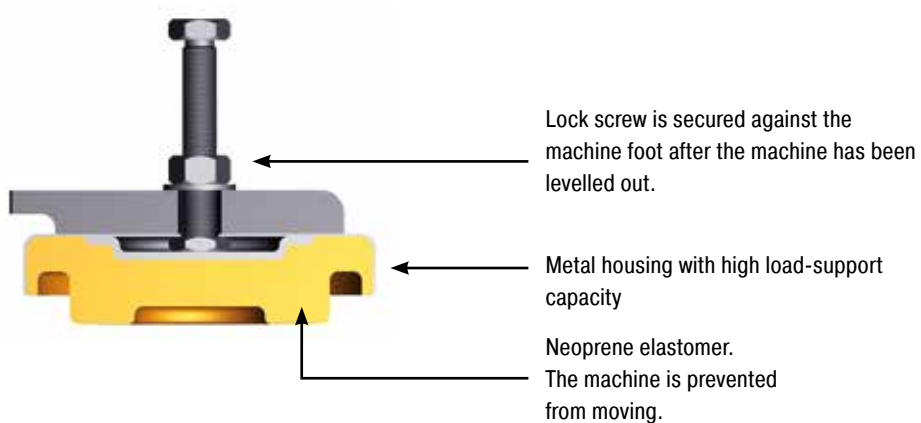 Lock screw is secured against the
machine foot after the machine has been
levelled out.
Metal housing with high load-support
capacity
Neoprene elastomer.
The machine is prevented
from moving.